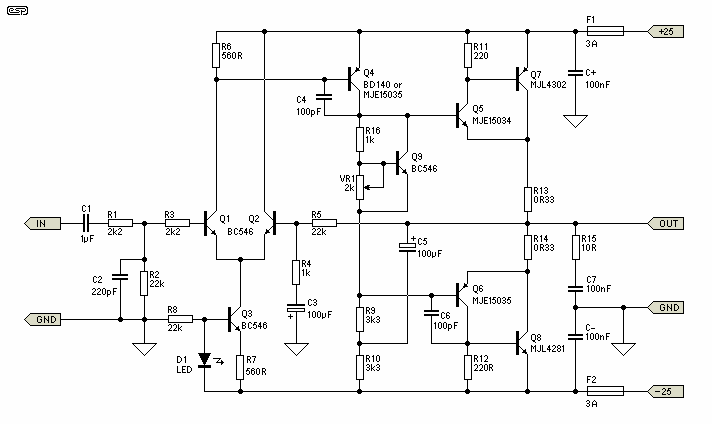 esp
F1
+25
3A
R6
560R
R11
220
Q4
BD140 or
MJE15035
Q7
MJL4302
C+
100nF
C4
100pF
Q5
MJE15034
R16
1k
Q9
BC546
VR1
2k
R13
0R33
C1
IN
1µF
R1
2k2
R3
2k2
Q1
Q2
BC546
R5
22k
OUT
R4
1k
C5
100µF
R14
0R33
R15
10R
C2
220pF
R2
22k
C3
100µF
Q6
MJE15035
C7
100nF
GND
R8
22k
Q3
BC546
R9
3k3
C6
100pF
GND
C-
100nF
Q8
MJL4281
D1
LED
R7
560R
R10
3k3
R12
220R
F2
-25
3A